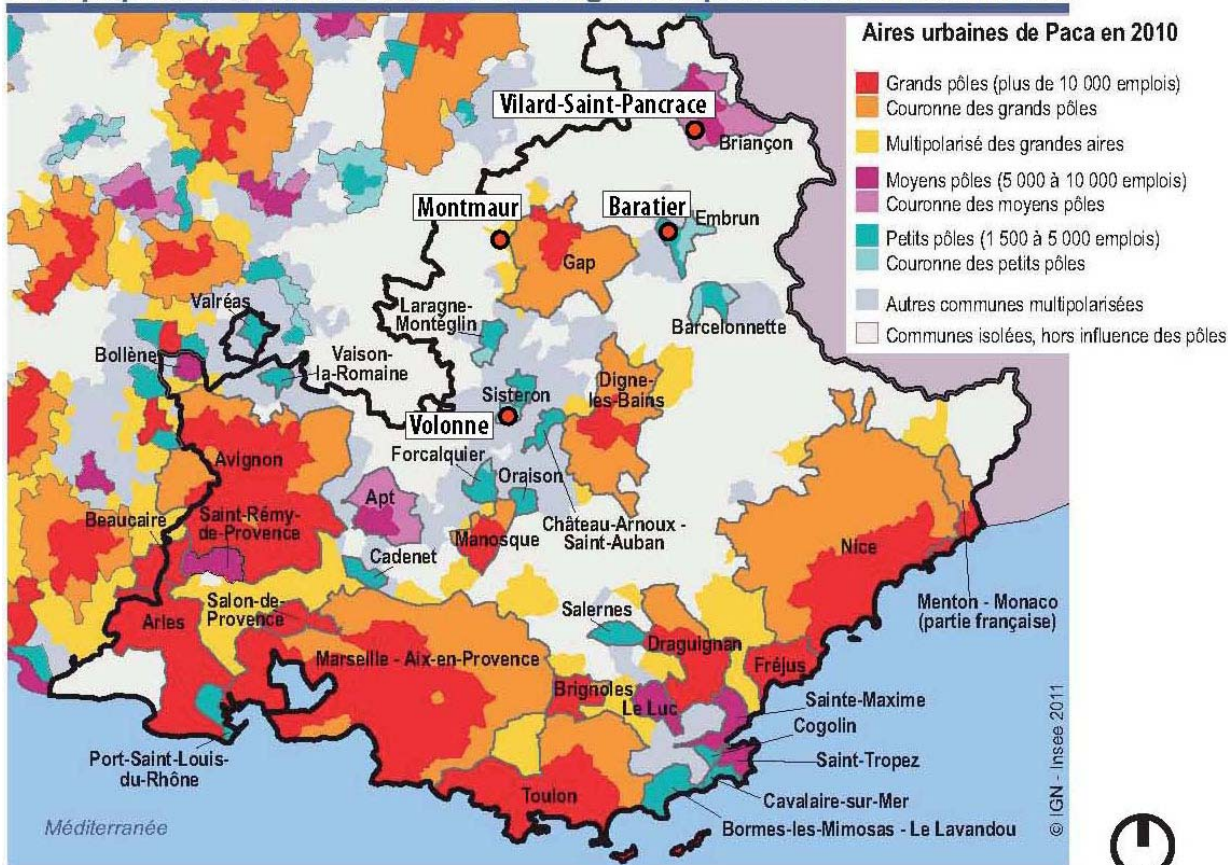 Aires urbaines de Paca en 2010
Grands pôles (plus de 10 000 emplois)
Couronne des grands pôles
Multipolarisé des grandes aires
Moyens pôles (5 000 à 10 000 emplois)
Couronne des moyens pôles
Petits pôles (1 500 à 5 000 emplois)
Couronne des petits pôles
Autres communes multipolarisées
Communes isolées, hors influence des pôles
Vilard-Saint-Pancrace
Briançon
Montmaur
Baratier
Embrun
Gap
Valréas
Laragne-
Montéglin
Barcelonnette
Bollène
Vaison-
la-Romaine
Digne-
les-Bains
Sisteron
Volonne
Forcalquier
Oraison
Avignon
Apt
Château-Arnoux -
Saint-Auban
Beaucaire
Saint-Rémy-
de-Provence
Manosque
Nice
Cadenet
Menton - Monaco
(partie française)
Salon-de-
Provence
Salernes
Arles
Draguignan
Marseille - Aix-en-Provence
Fréjus
Brignoles
Le Luc
Sainte-Maxime
Cogolin
Port-Saint-Louis-
du-Rhône
Saint-Tropez
Toulon
Cavalaire-sur-Mer
Méditerranée
Bormes-les-Mimosas - Le Lavandou
© IGN - Insee 2011